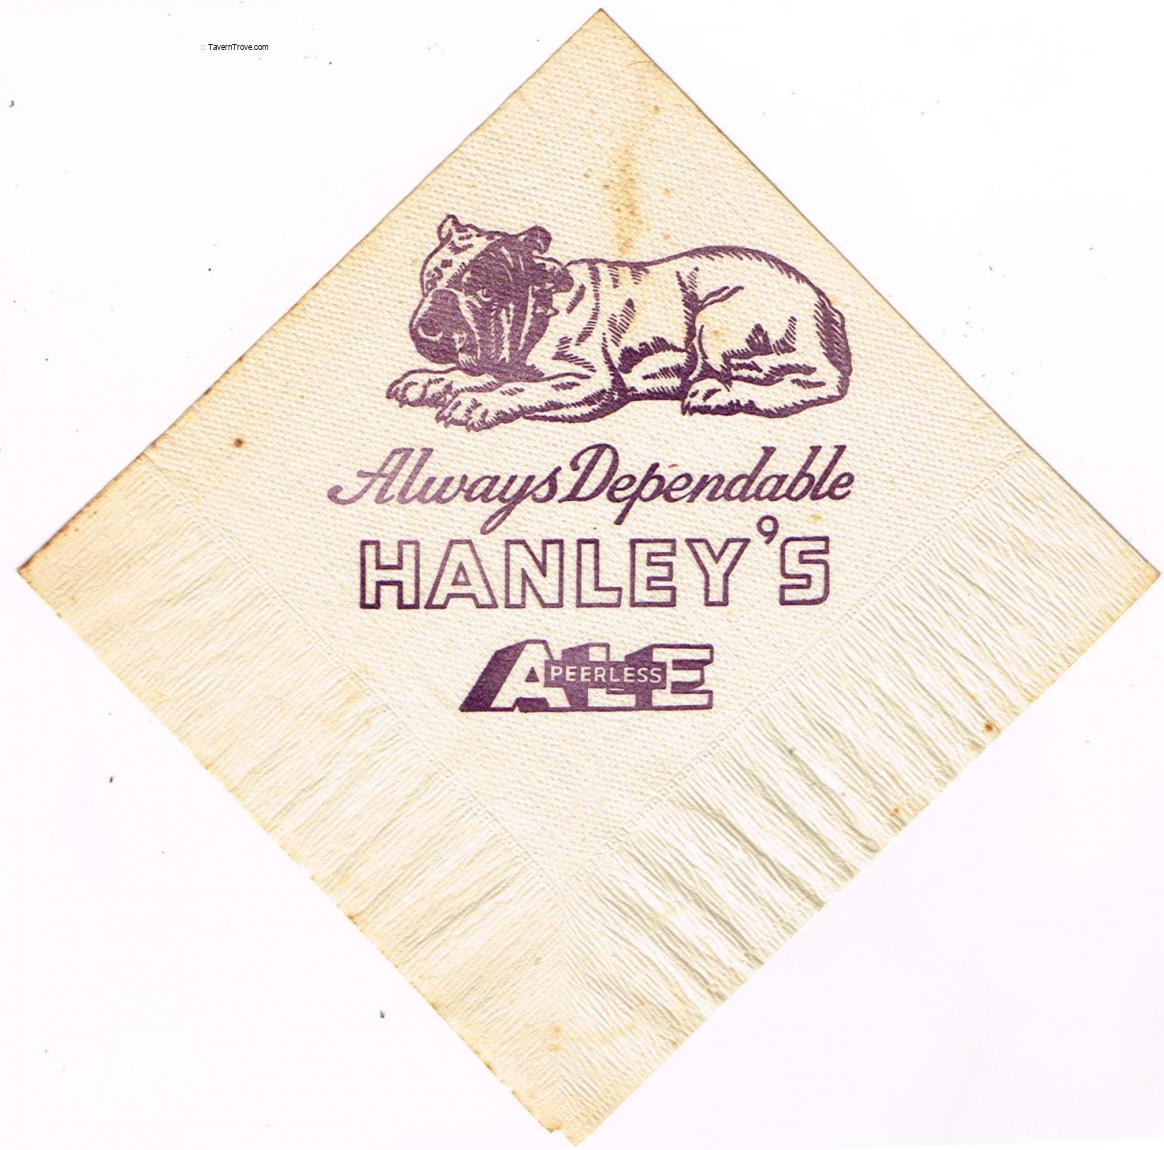 :: TavernTrove.com
Always Dependable
HANLEY'S
ALE
PEERLESS